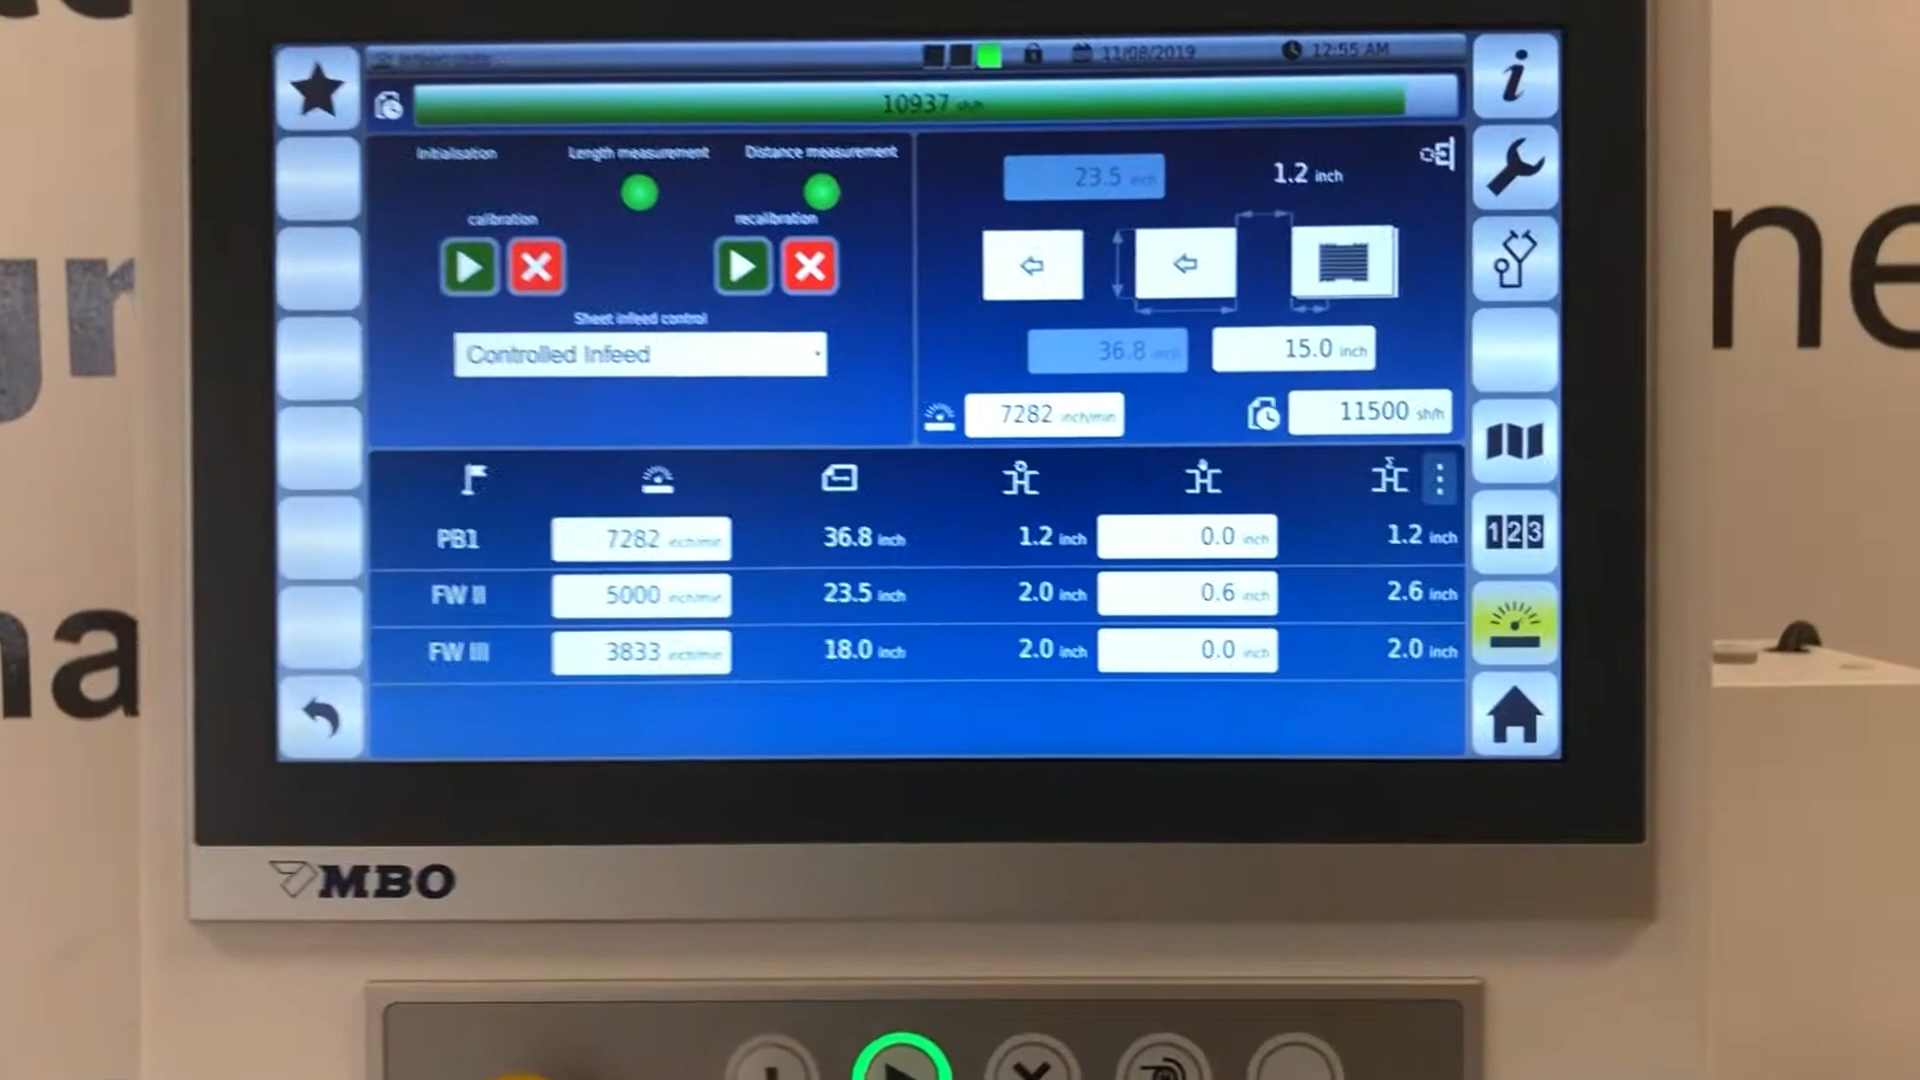 11/08/2019 12:55 AM
10937 sh/h
Initialisation Length measurement Distance measurement
calibration recalibration
Sheet infeed control
Controlled Infeed
23.5 inch 1.2 inch
36.8 inch 15.0 inch
7282 inch/min 11500 sh/h
PB1 7282 inch/min 36.8 inch 1.2 inch 0.0 inch 1.2 inch
FW II 5000 inch/min 23.5 inch 2.0 inch 0.6 inch 2.6 inch
FW III 3833 inch/min 18.0 inch 2.0 inch 0.0 inch 2.0 inch
123
MBO
ne